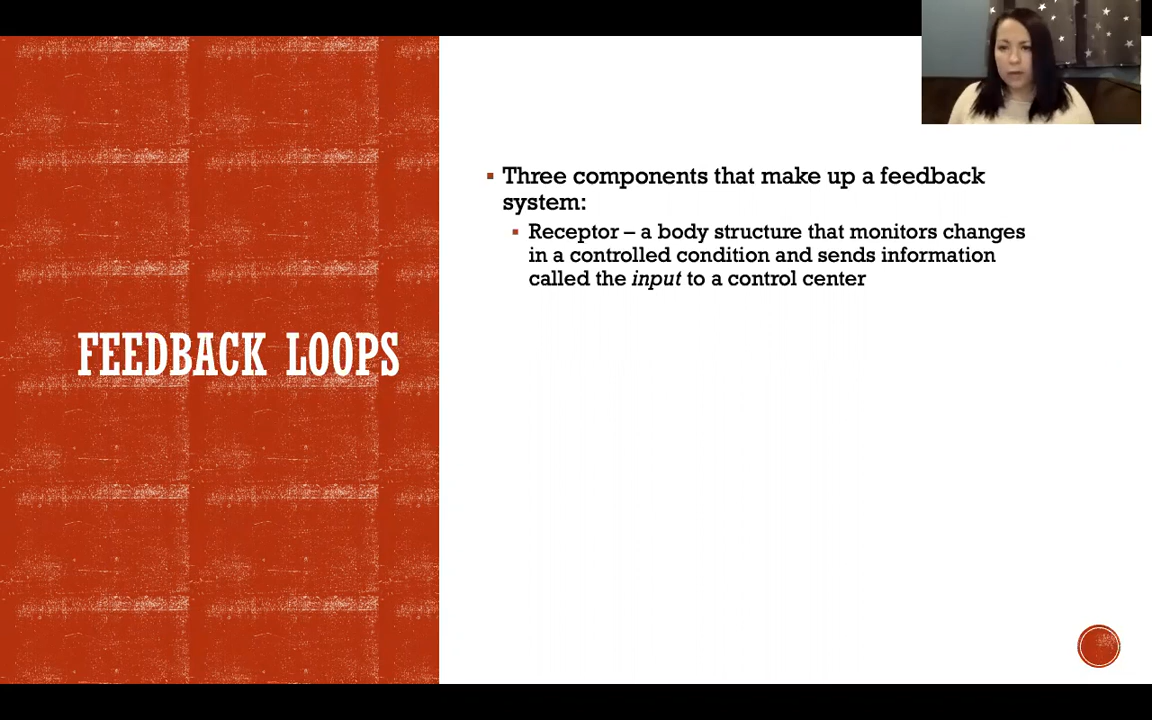 FEEDBACK LOOPS
Three components that make up a feedback
system:
Receptor – a body structure that monitors changes
in a controlled condition and sends information
called the input to a control center